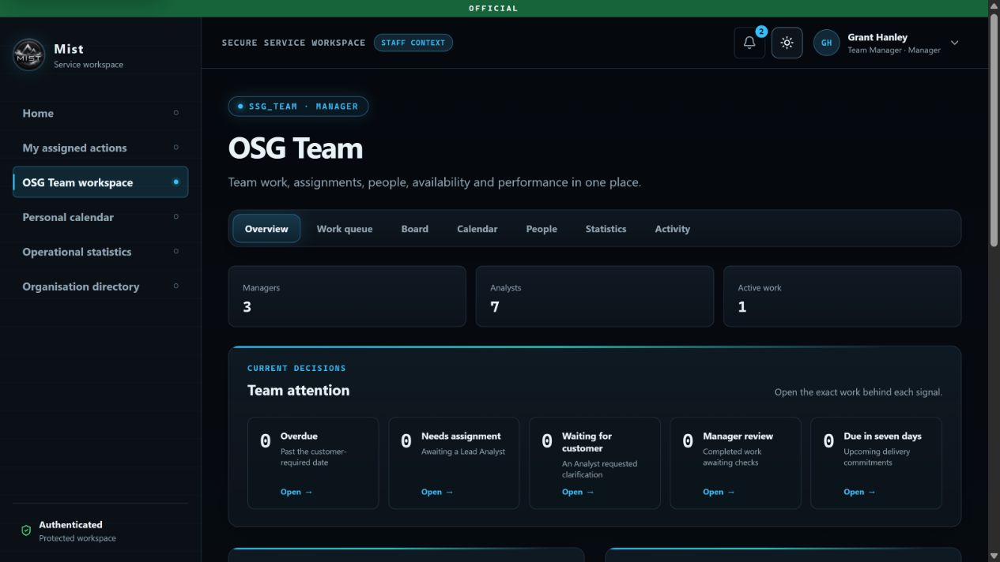 OFFICIAL
MIST
Mist
Service workspace
SECURE SERVICE WORKSPACE
STAFF CONTEXT
2
GH
Grant Hanley
Team Manager · Manager
Home
My assigned actions
OSG Team workspace
Personal calendar
Operational statistics
Organisation directory
Authenticated
Protected workspace
SSG_TEAM · MANAGER
OSG Team
Team work, assignments, people, availability and performance in one place.
Overview
Work queue
Board
Calendar
People
Statistics
Activity
Managers
3
Analysts
7
Active work
1
CURRENT DECISIONS
Team attention
Open the exact work behind each signal.
0
Overdue
Past the customer-
required date
Open →
0
Needs assignment
Awaiting a Lead Analyst
Open →
0
Waiting for
customer
An Analyst requested
clarification
Open →
0
Manager review
Completed work
awaiting checks
Open →
0
Due in seven days
Upcoming delivery
commitments
Open →